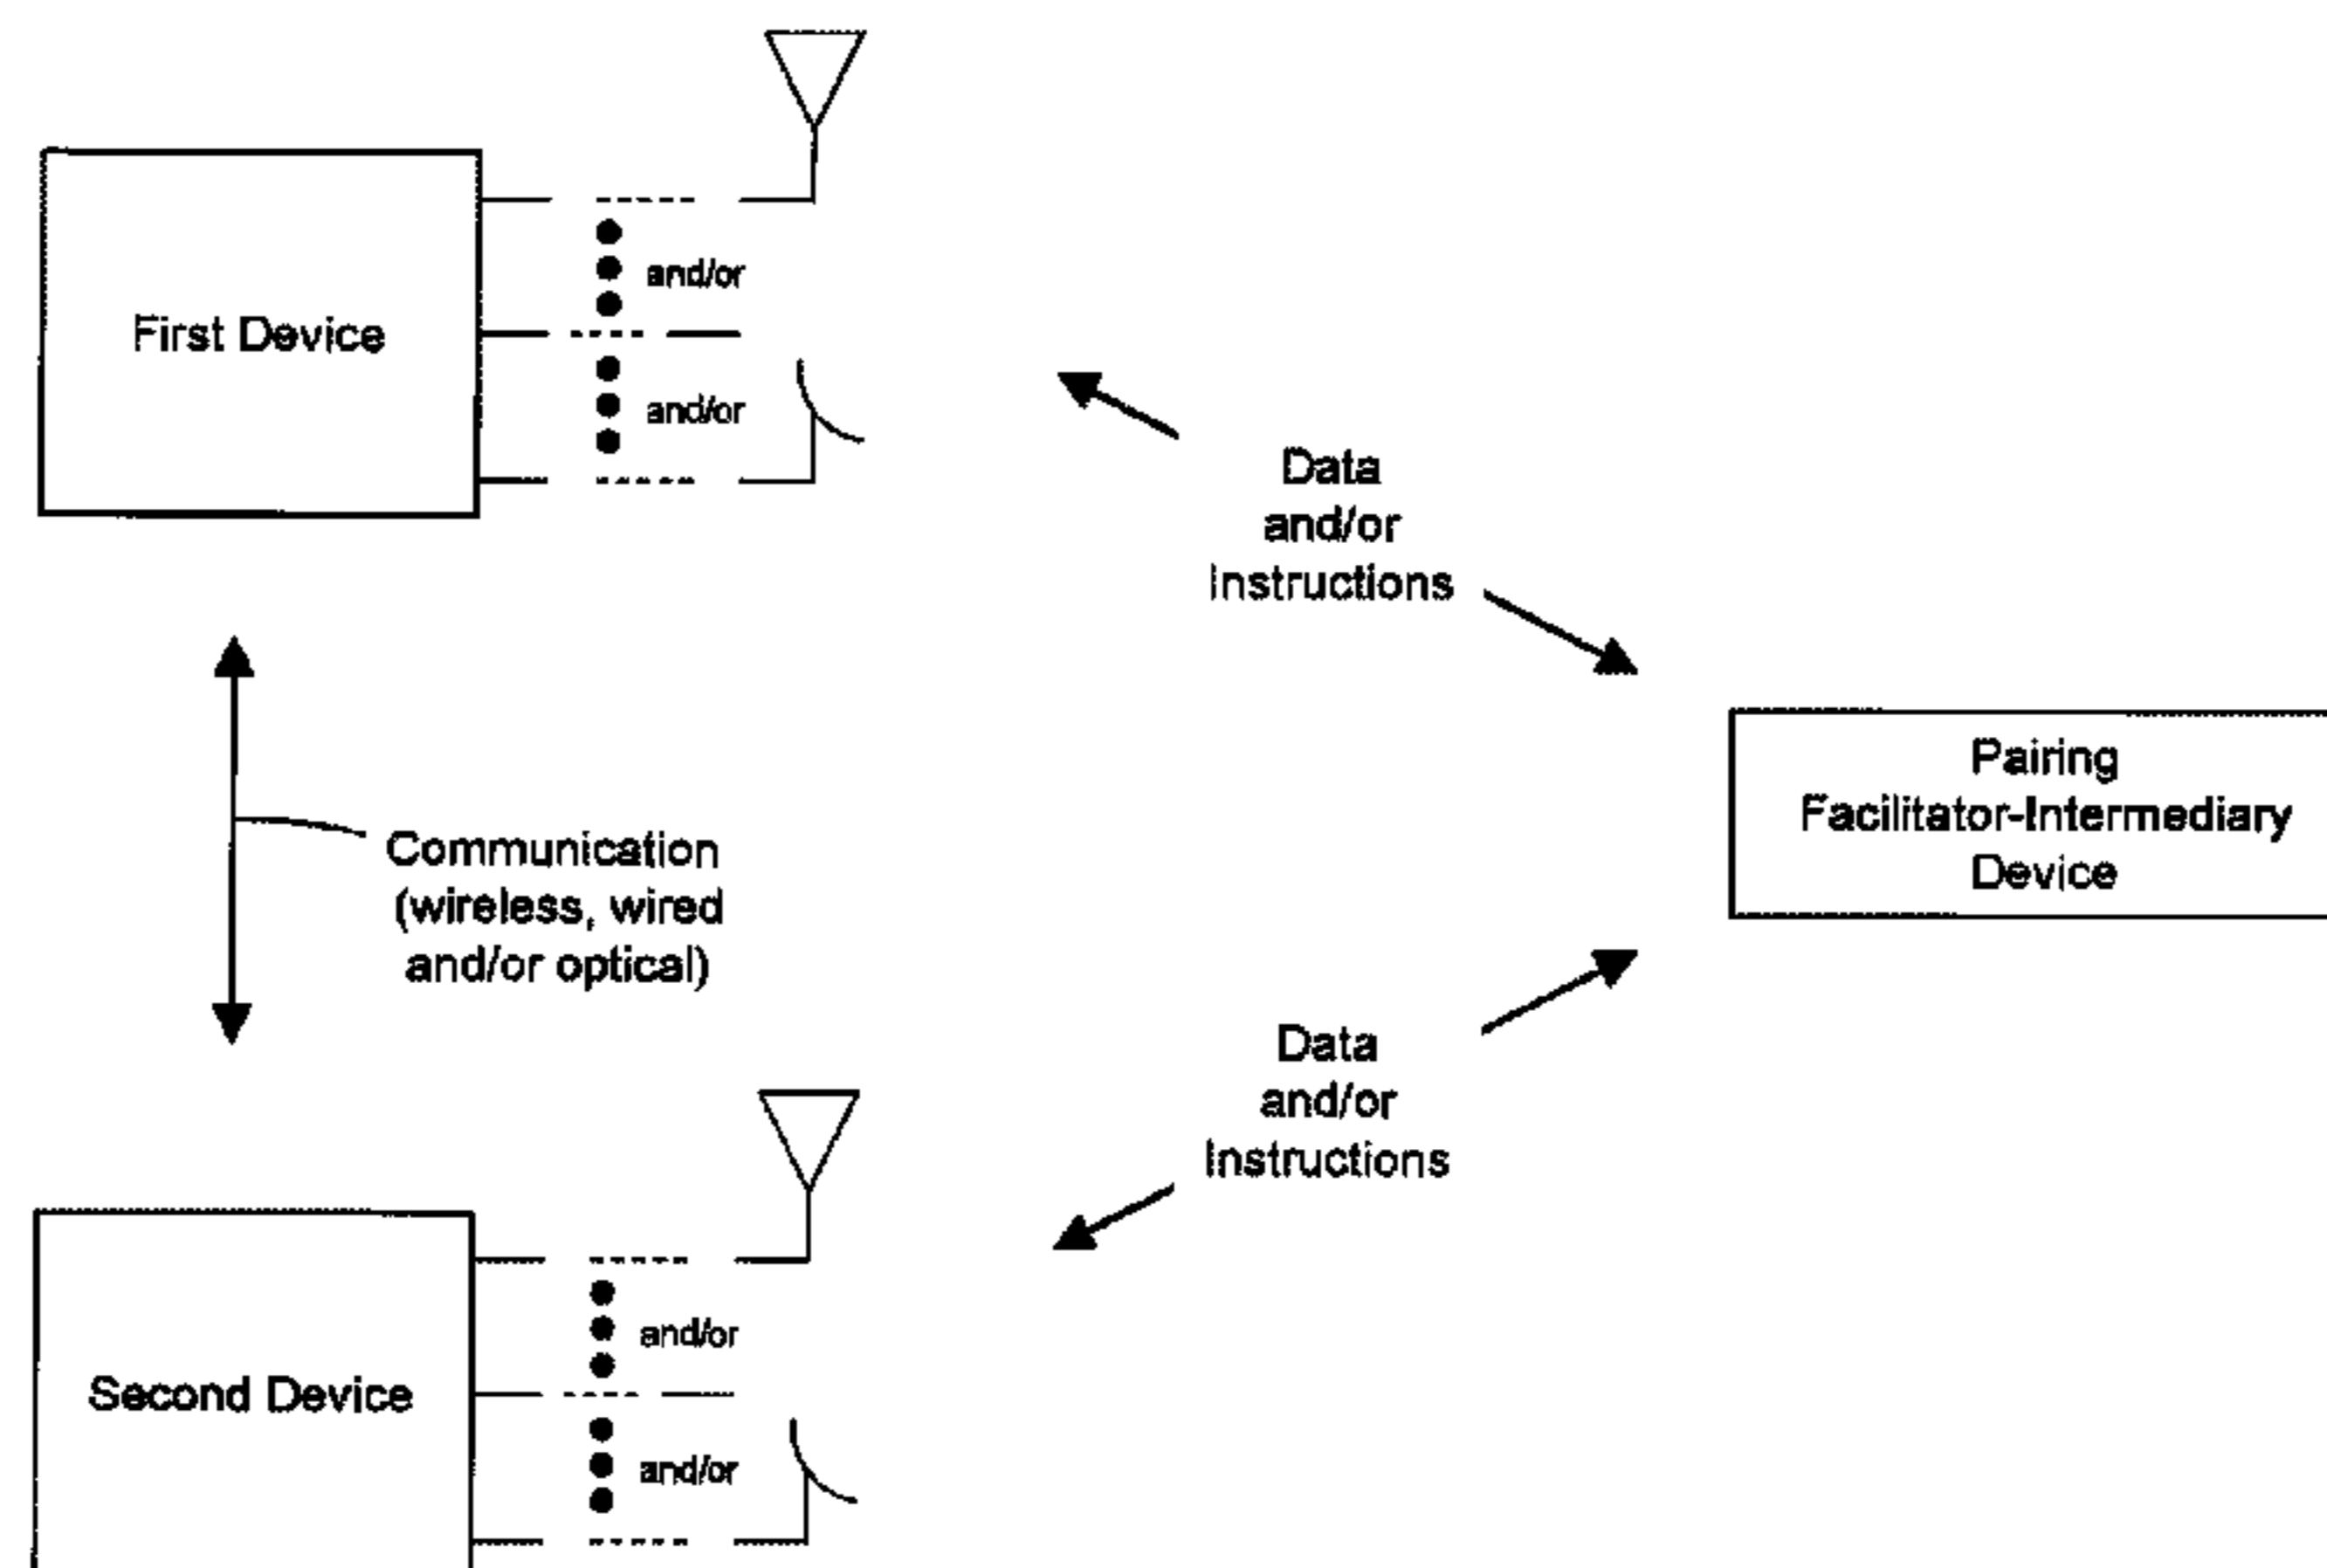 and/or
First Device
and/or
Data
and/or
Instructions
Pairing
Facilitator-Intermediary
Device
Communication
(wireless, wired
and/or optical)
Data
and/or
Instructions
and/or
Second Device
and/or